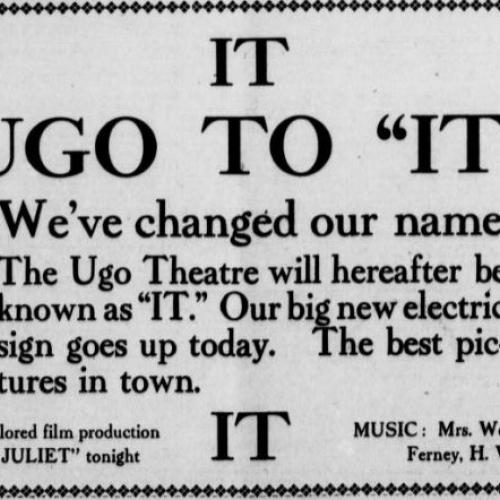 IT
UGO TO “IT
We've changed our name
The Ugo Theatre will hereafter be
known as “IT.” Our big new electric
sign goes up today. The best pic-
tures in town.
lored film production
JULIET” tonight
IT
MUSIC: Mrs. W
Ferney, H.